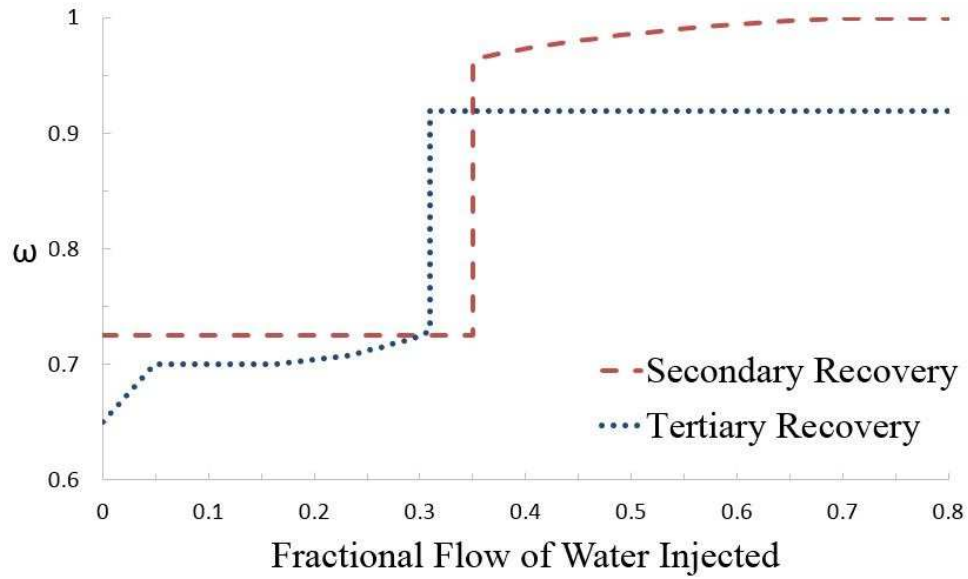 1
0.9
0.8
ω
0.7
0.6
Secondary Recovery
Tertiary Recovery
0 0.1 0.2 0.3 0.4 0.5 0.6 0.7 0.8
Fractional Flow of Water Injected